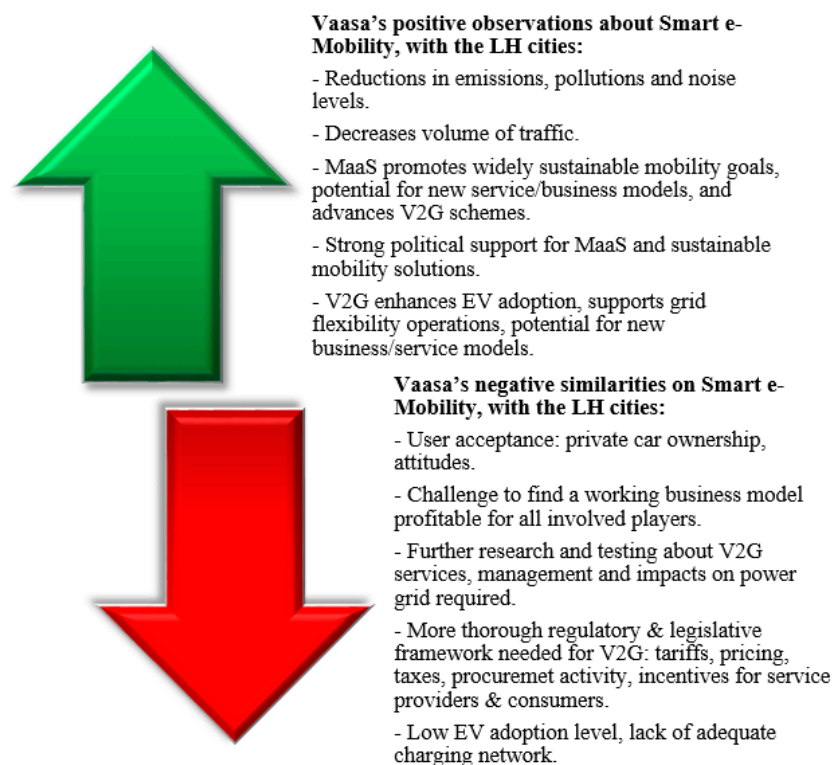 Vaasa's positive observations about Smart e-
Mobility, with the LH cities:
- Reductions in emissions, pollutions and noise
levels.
- Decreases volume of traffic.
- MaaS promotes widely sustainable mobility goals,
potential for new service/business models, and
advances V2G schemes.
- Strong political support for MaaS and sustainable
mobility solutions.
- V2G enhances EV adoption, supports grid
flexibility operations, potential for new
business/service models.
Vaasa's negative similarities on Smart e-
Mobility, with the LH cities:
- User acceptance: private car ownership,
attitudes.
- Challenge to find a working business model
profitable for all involved players.
- Further research and testing about V2G
services, management and impacts on power
grid required.
- More thorough regulatory & legislative
framework needed for V2G: tariffs, pricing,
taxes, procuremet activity, incentives for service
providers & consumers.
- Low EV adoption level, lack of adequate
charging network.